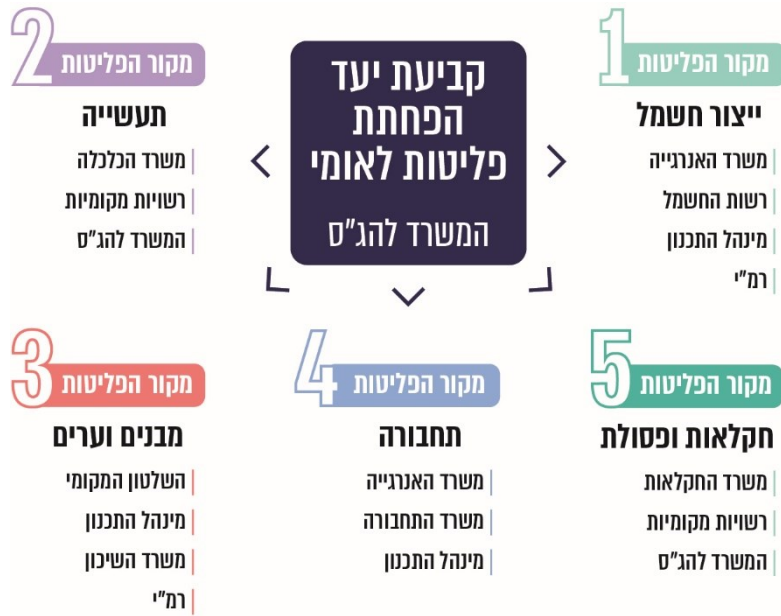 קביעת יעד
הפחתת
פליטות לאומי
המשרד להג"ס
1
מקור הפליטות
ייצור חשמל
משרד האנרגייה
רשות החשמל
מינהל התכנון
רמ"י
2
מקור הפליטות
תעשייה
משרד הכלכלה
רשויות מקומיות
המשרד להג"ס
3
מקור הפליטות
מבנים וערים
השלטון המקומי
מינהל התכנון
משרד השיכון
רמ"י
4
מקור הפליטות
תחבורה
משרד האנרגייה
משרד התחבורה
מינהל התכנון
5
מקור הפליטות
חקלאות ופסולת
משרד החקלאות
רשויות מקומיות
המשרד להג"ס